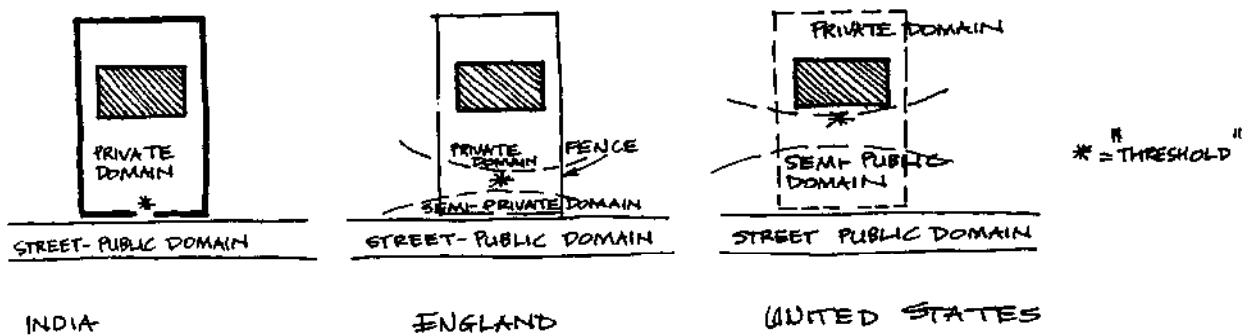 PRIVATE
DOMAIN
*
STREET-PUBLIC DOMAIN
INDIA
PRIVATE
DOMAIN
FENCE
*
SEMI-PRIVATE DOMAIN
STREET-PUBLIC DOMAIN
ENGLAND
PRIVATE DOMAIN
*
SEMI-PUBLIC
DOMAIN
STREET PUBLIC DOMAIN
UNITED STATES
* = "THRESHOLD"